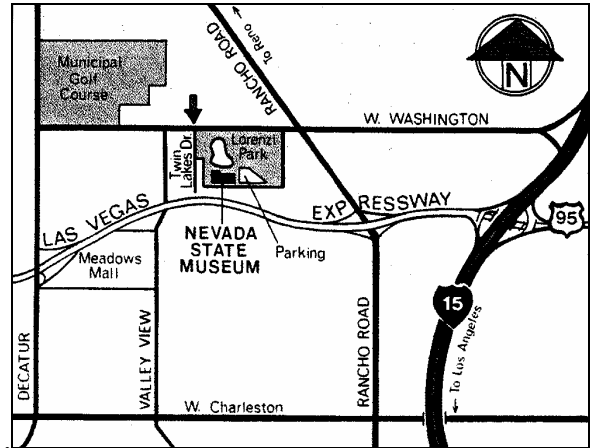 To Reno
RANCHO ROAD
N
Municipal
Golf
Course
W. WASHINGTON
Twin
Lakes Dr.
Lorenzi
Park
LAS VEGAS EXPRESSWAY
95
NEVADA
STATE
MUSEUM
Parking
Meadows
Mall
15
To Los Angeles
DECATUR
VALLEY VIEW
RANCHO ROAD
W. Charleston